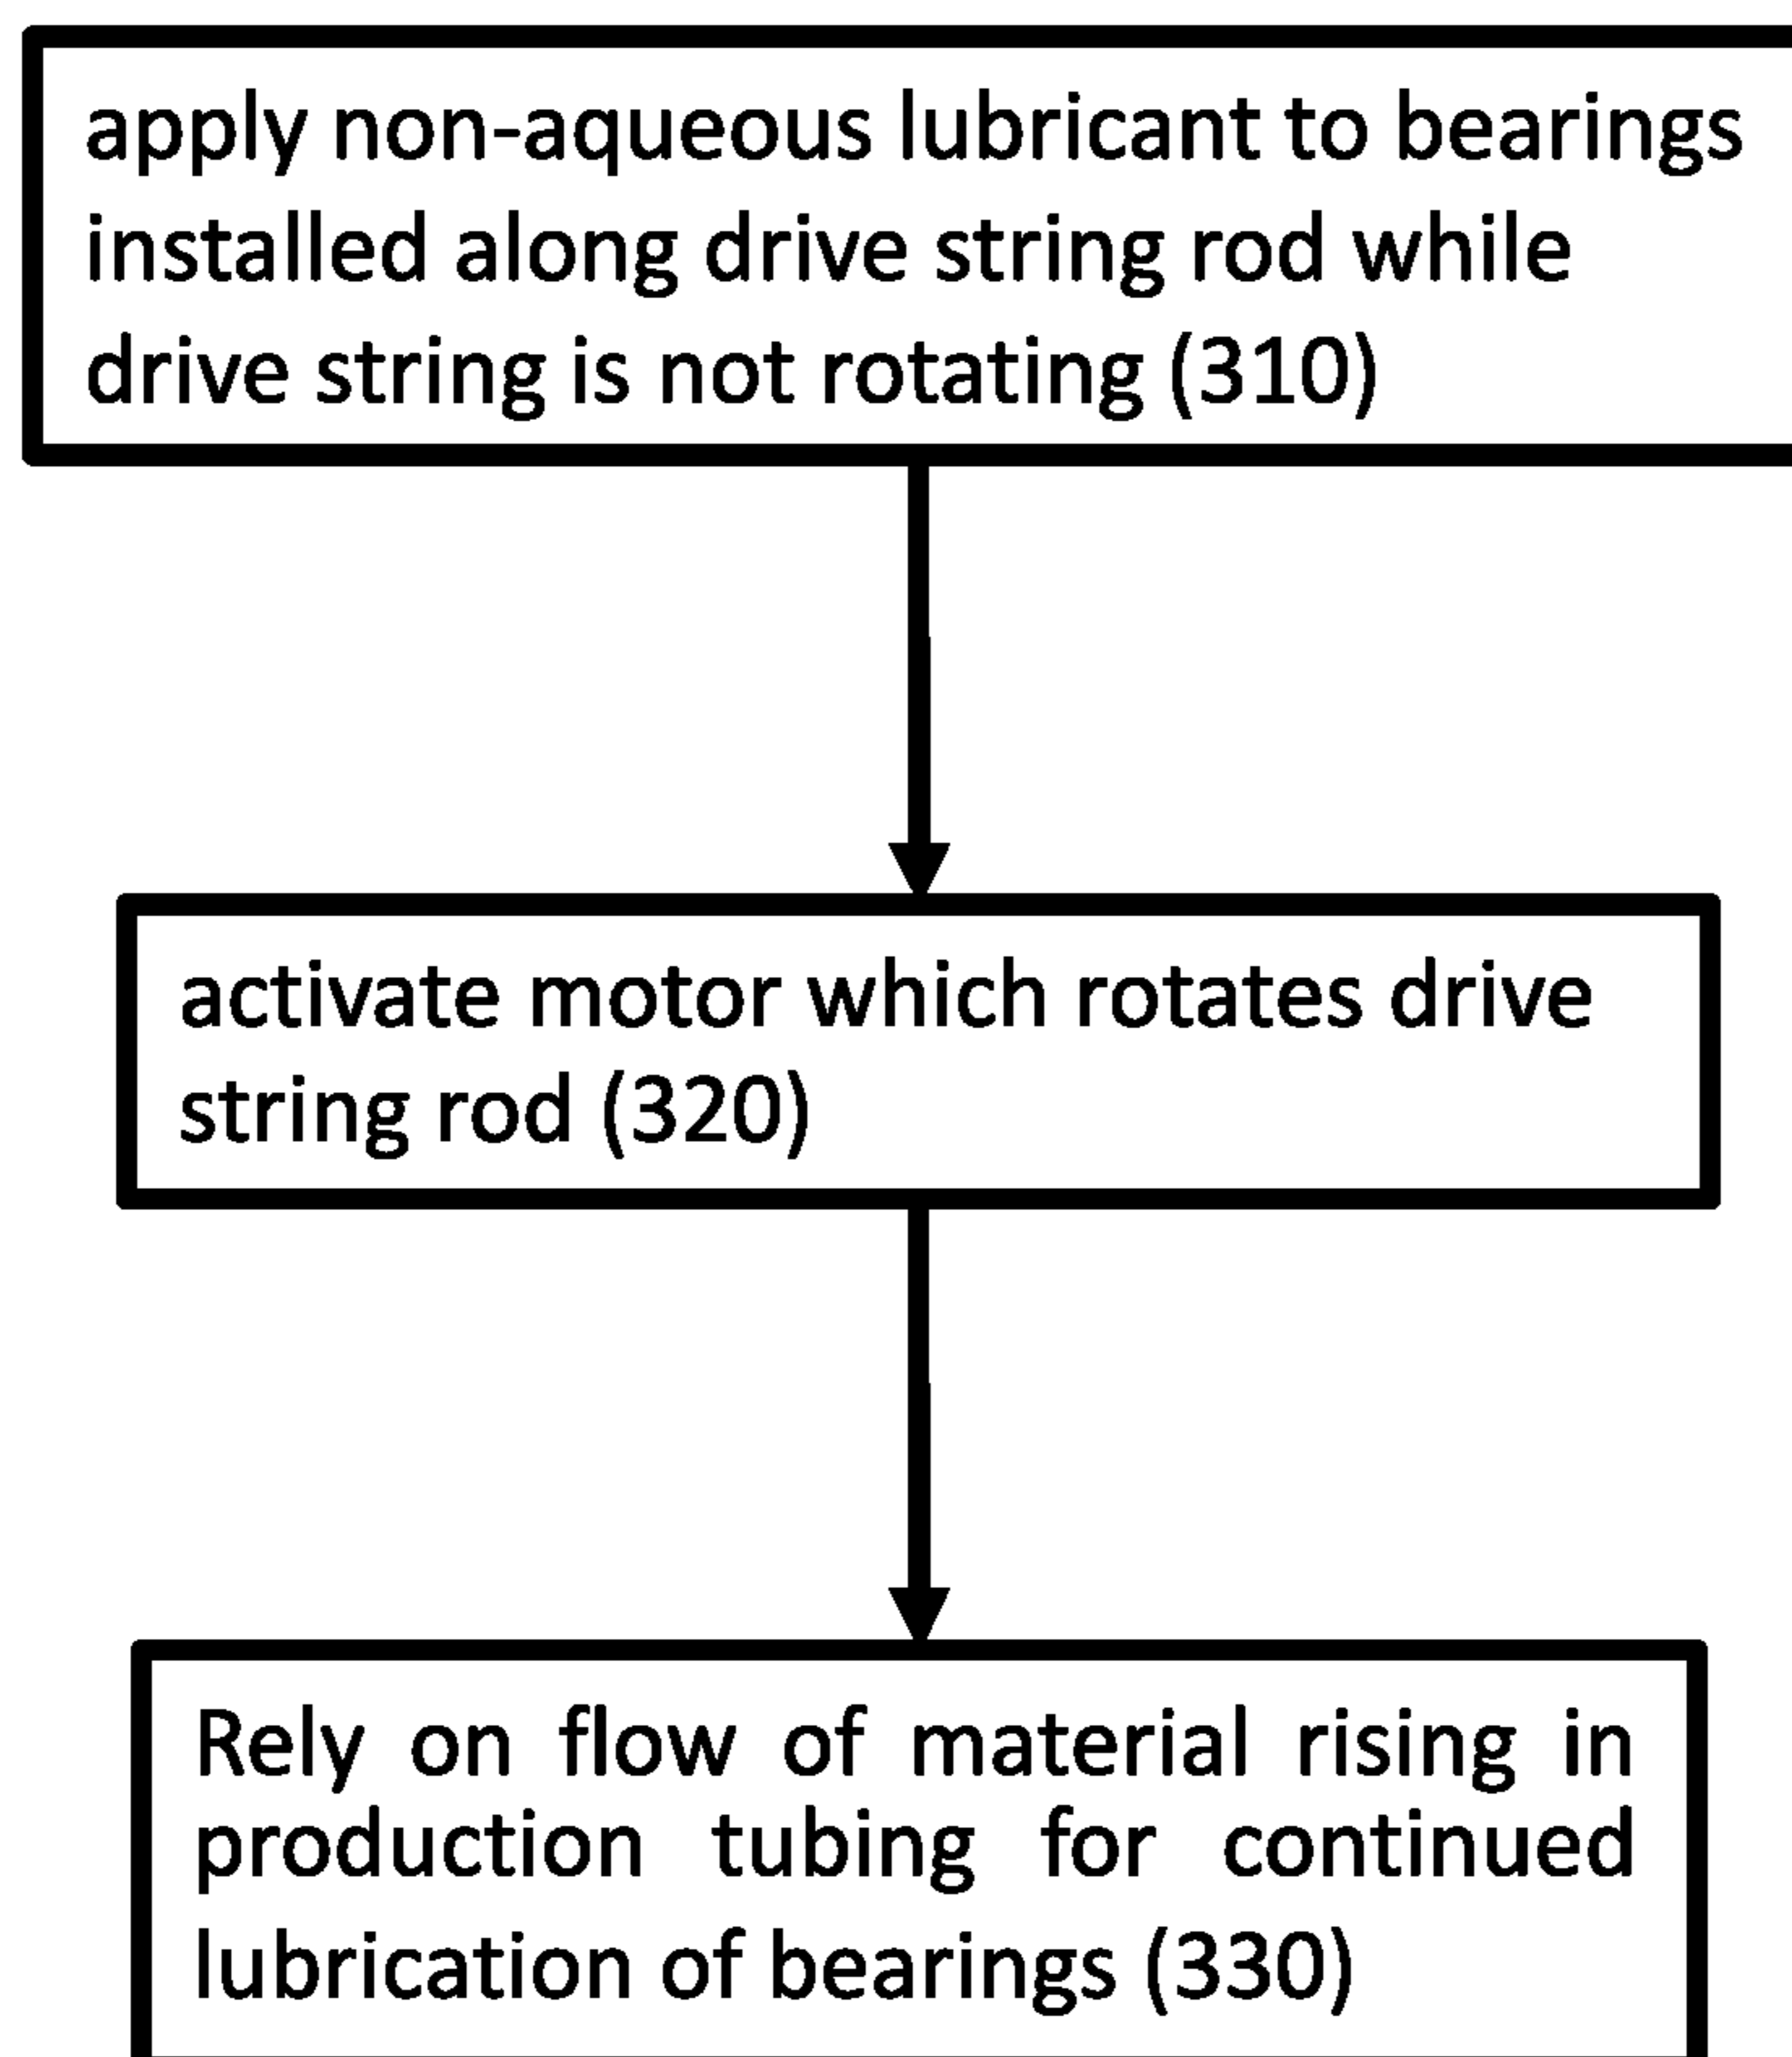 apply non-aqueous lubricant to bearings
installed along drive string rod while
drive string is not rotating (310)
activate motor which rotates drive
string rod (320)
Rely on flow of material rising in
production tubing for continued
lubrication of bearings (330)